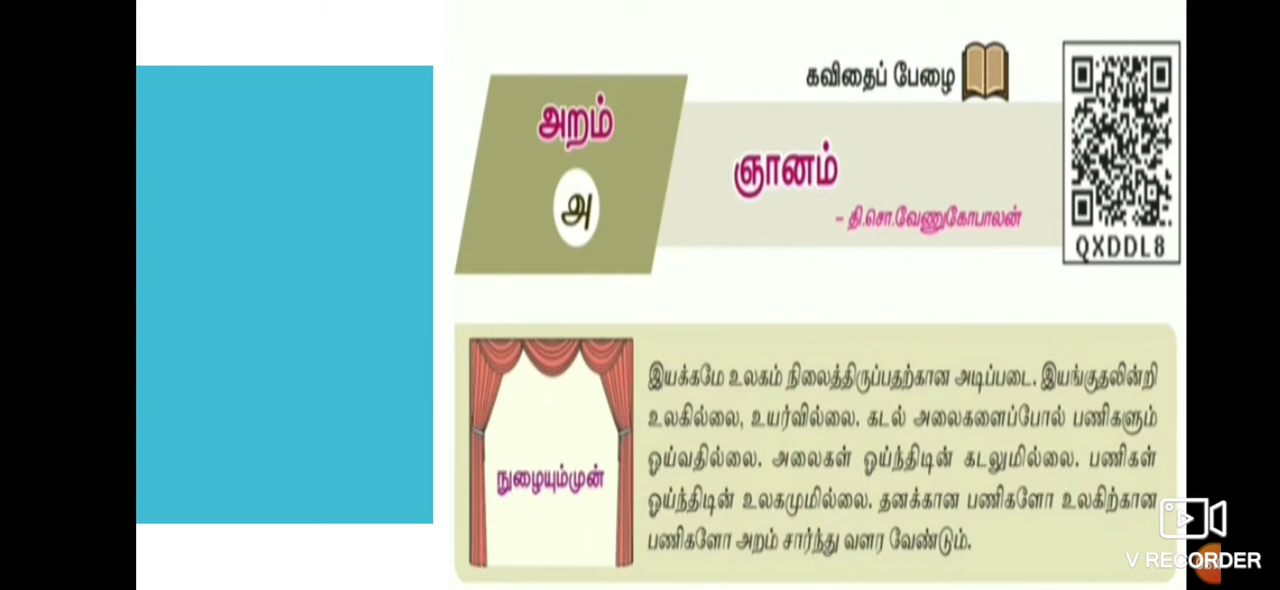 கவிதைப் பேழை
அறம்
அ
ஞானம்
– தி.சொ.வேணுகோபாலன்
QXDDL8
நுழையும்முன்
இயக்கமே உலகம் நிலைத்திருப்பதற்கான அடிப்படை. இயங்குதலின்றி
உலகில்லை, உயர்வில்லை. கடல் அலைகளைப்போல் பணிகளும்
ஓய்வதில்லை. அலைகள் ஓய்ந்திடின் கடலுமில்லை. பணிகள்
ஓய்ந்திடின் உலகமுமில்லை. தனக்கான பணிகளோ உலகிற்கான
பணிகளோ அறம் சார்ந்து வளர வேண்டும்.
V RECORDER